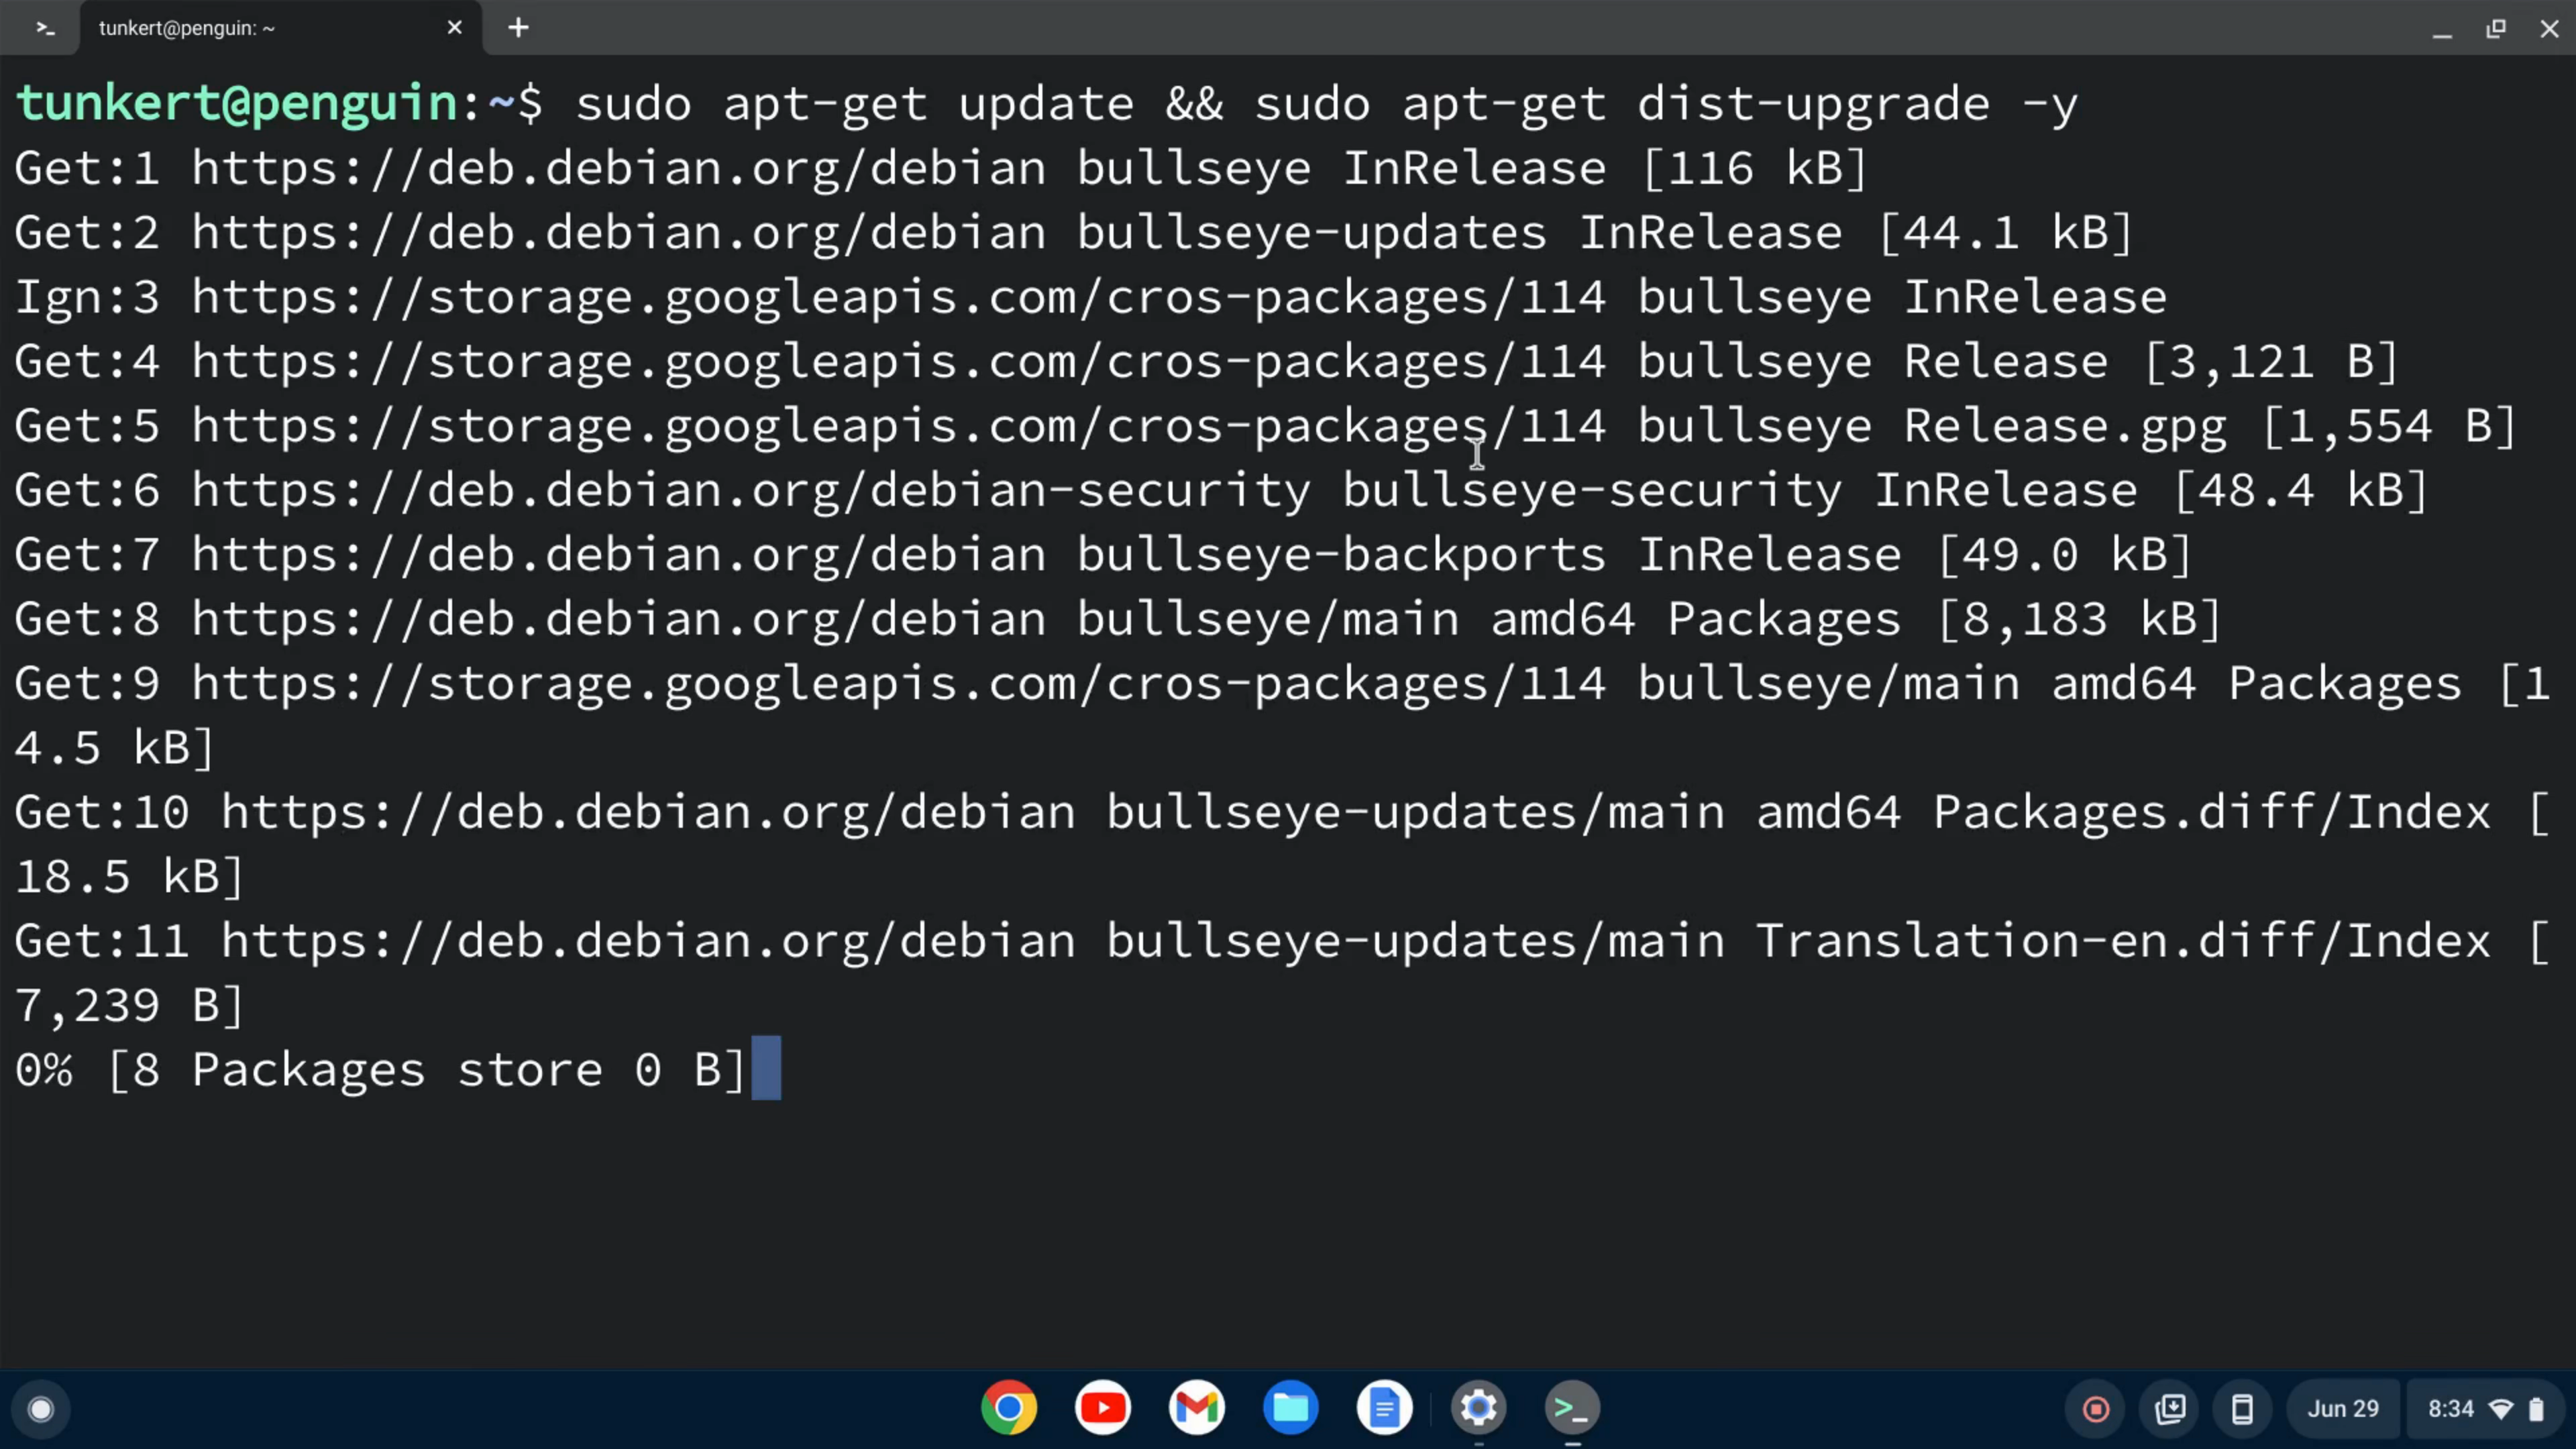 >_ tunkert@penguin: ~
tunkert@penguin:~$ sudo apt-get update && sudo apt-get dist-upgrade -y
Get:1 https://deb.debian.org/debian bullseye InRelease [116 kB]
Get:2 https://deb.debian.org/debian bullseye-updates InRelease [44.1 kB]
Ign:3 https://storage.googleapis.com/cros-packages/114 bullseye InRelease
Get:4 https://storage.googleapis.com/cros-packages/114 bullseye Release [3,121 B]
Get:5 https://storage.googleapis.com/cros-packages/114 bullseye Release.gpg [1,554 B]
Get:6 https://deb.debian.org/debian-security bullseye-security InRelease [48.4 kB]
Get:7 https://deb.debian.org/debian bullseye-backports InRelease [49.0 kB]
Get:8 https://deb.debian.org/debian bullseye/main amd64 Packages [8,183 kB]
Get:9 https://storage.googleapis.com/cros-packages/114 bullseye/main amd64 Packages [1
4.5 kB]
Get:10 https://deb.debian.org/debian bullseye-updates/main amd64 Packages.diff/Index [
18.5 kB]
Get:11 https://deb.debian.org/debian bullseye-updates/main Translation-en.diff/Index [
7,239 B]
0% [8 Packages store 0 B]
>_ Jun 29 8:34